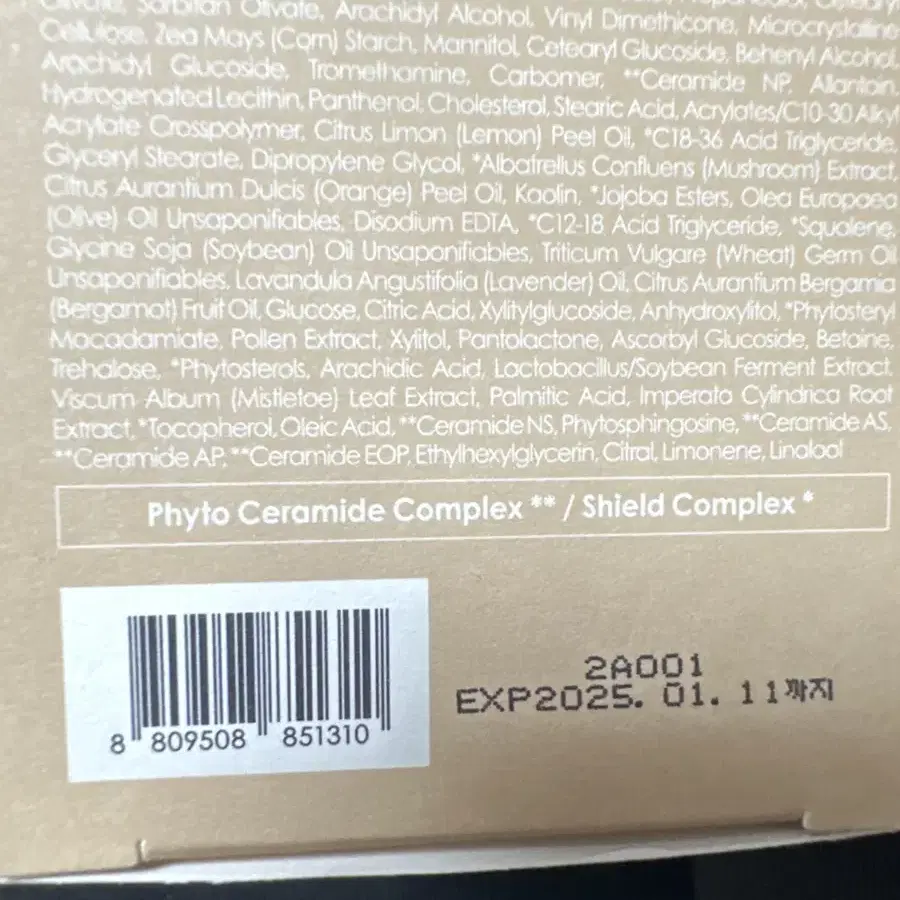 Olivate, Sorbitan Olivate, Arachidyl Alcohol, Vinyl Dimethicone, Microcrystalline
Cellulose, Zea Mays (Corn) Starch, Mannitol, Cetearyl Glucoside, Behenyl Alcohol,
Arachidyl Glucoside, Tromethamine, Carbomer, **Ceramide NP, Allantoin,
Hydrogenated Lecithin, Panthenol, Cholesterol, Stearic Acid, Acrylates/C10-30 Alkyl
Acrylate Crosspolymer, Citrus Limon (Lemon) Peel Oil, *C18-36 Acid Triglyceride,
Glyceryl Stearate, Dipropylene Glycol, *Albatrellus Confluens (Mushroom) Extract,
Citrus Aurantium Dulcis (Orange) Peel Oil, Kaolin, *Jojoba Esters, Olea Europaea
(Olive) Oil Unsaponifiables, Disodium EDTA, *C12-18 Acid Triglyceride, *Squalene,
Glycine Soja (Soybean) Oil Unsaponifiables, Triticum Vulgare (Wheat) Germ Oil
Unsaponifiables, Lavandula Angustifolia (Lavender) Oil, Citrus Aurantium Bergamia
(Bergamot) Fruit Oil, Glucose, Citric Acid, Xylitylglucoside, Anhydroxylitol, *Phytosteryl
Macadamiate, Pollen Extract, Xylitol, Pantolactone, Ascorbyl Glucoside, Betaine,
Trehalose, *Phytosterols, Arachidic Acid, Lactobacillus/Soybean Ferment Extract,
Viscum Album (Mistletoe) Leaf Extract, Palmitic Acid, Imperata Cylindrica Root
Extract, *Tocopherol, Oleic Acid, **Ceramide NS, Phytosphingosine, **Ceramide AS,
**Ceramide AP, **Ceramide EOP, Ethylhexylglycerin, Citral, Limonene, Linalool
Phyto Ceramide Complex ** / Shield Complex *
8 809508 851310
2A001
EXP2025. 01. 11까지